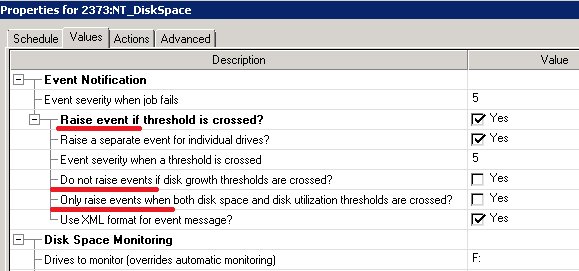 Properties for 2373:NT_DiskSpace
Schedule Values Actions Advanced
Description Value
Event Notification
Event severity when job fails 5
Raise event if threshold is crossed? Yes
Raise a separate event for individual drives? Yes
Event severity when a threshold is crossed 5
Do not raise events if disk growth thresholds are crossed? Yes
Only raise events when both disk space and disk utilization thresholds are crossed? Yes
Use XML format for event message? Yes
Disk Space Monitoring
Drives to monitor (overrides automatic monitoring) F: